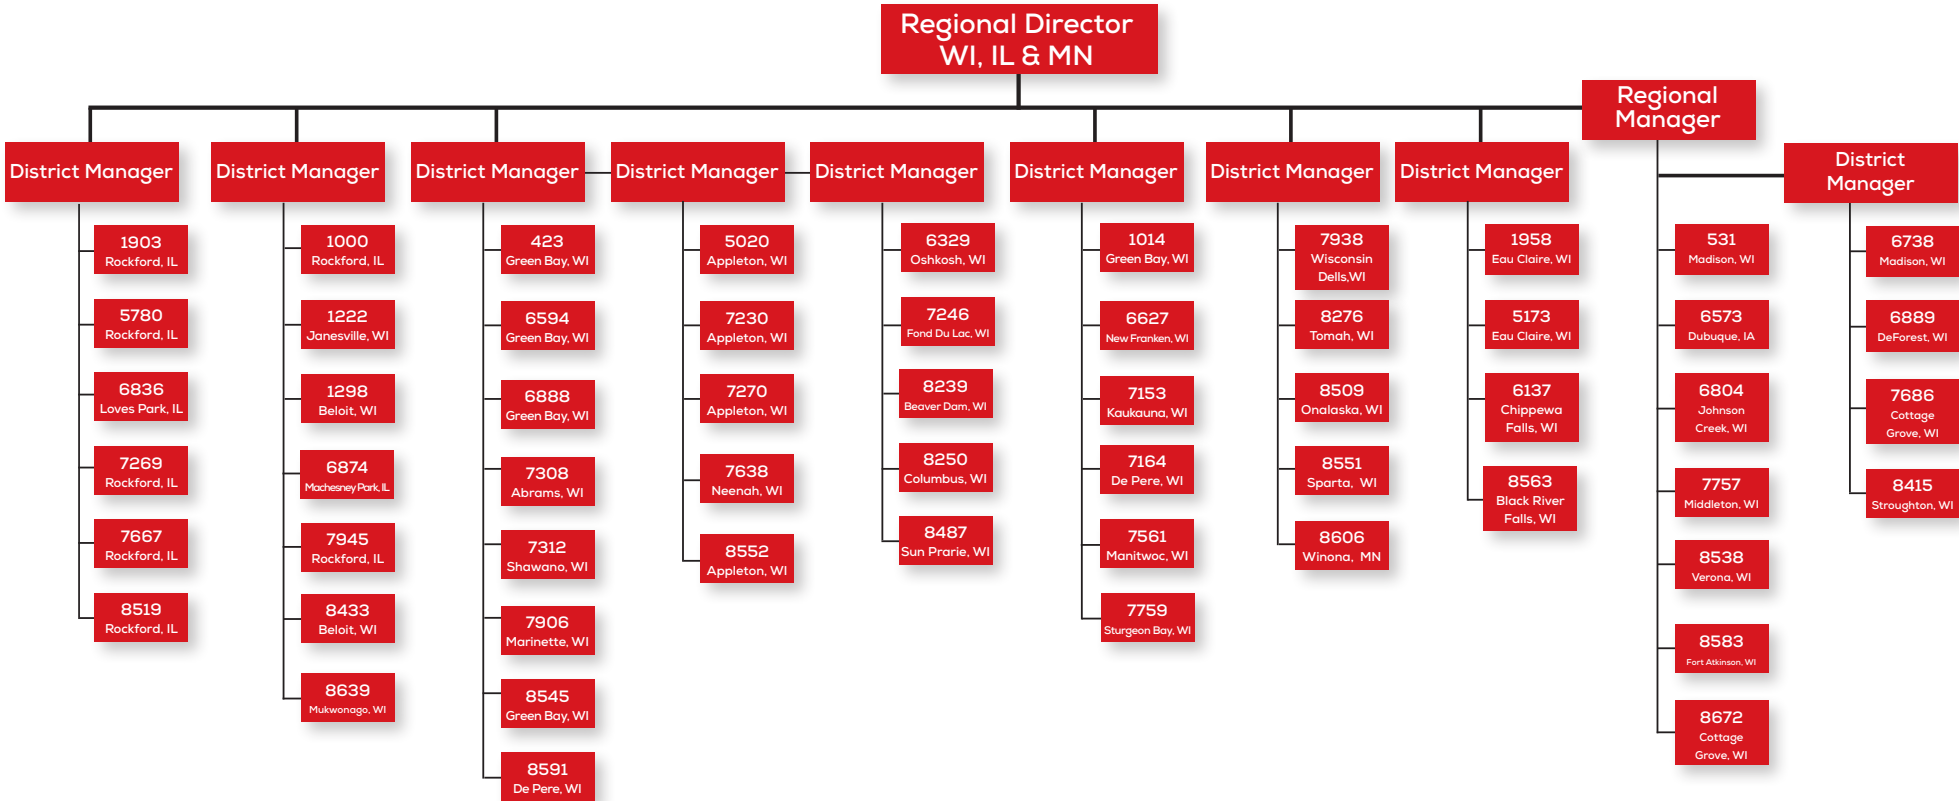 Regional Director
WI, IL & MN
Regional
Manager
District Manager
District Manager
District Manager
District Manager
District Manager
District Manager
District Manager
District Manager
District
Manager
1903
Rockford, IL
5780
Rockford, IL
6836
Loves Park, IL
7269
Rockford, IL
7667
Rockford, IL
8519
Rockford, IL
1000
Rockford, IL
1222
Janesville, WI
1298
Beloit, WI
6874
Machesney Park, IL
7945
Rockford, IL
8433
Beloit, WI
8639
Mukwonago, WI
423
Green Bay, WI
6594
Green Bay, WI
6888
Green Bay, WI
7308
Abrams, WI
7312
Shawano, WI
7906
Marinette, WI
8545
Green Bay, WI
8591
De Pere, WI
5020
Appleton, WI
7230
Appleton, WI
7270
Appleton, WI
7638
Neenah, WI
8552
Appleton, WI
6329
Oshkosh, WI
7246
Fond Du Lac, WI
8239
Beaver Dam, WI
8250
Columbus, WI
8487
Sun Prarie, WI
1014
Green Bay, WI
6627
New Franken, WI
7153
Kaukauna, WI
7164
De Pere, WI
7561
Manitwoc, WI
7759
Sturgeon Bay, WI
7938
Wisconsin
Dells,WI
8276
Tomah, WI
8509
Onalaska, WI
8551
Sparta, WI
8606
Winona, MN
1958
Eau Claire, WI
5173
Eau Claire, WI
6137
Chippewa
Falls, WI
8563
Black River
Falls, WI
531
Madison, WI
6573
Dubuque, IA
6804
Johnson
Creek, WI
7757
Middleton, WI
8538
Verona, WI
8583
Fort Atkinson, WI
8672
Cottage
Grove, WI
6738
Madison, WI
6889
DeForest, WI
7686
Cottage
Grove, WI
8415
Stroughton, WI